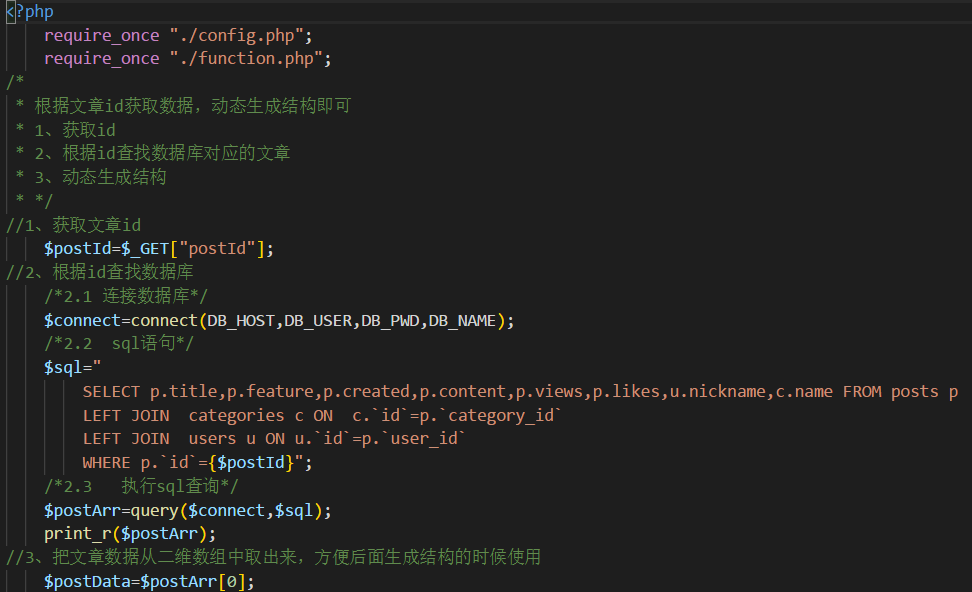 <?php
require_once "./config.php";
require_once "./function.php";
/*
* 根据文章id获取数据，动态生成结构即可
* 1、获取id
* 2、根据id查找数据库对应的文章
* 3、动态生成结构
* */
//1、获取文章id
$postId=$_GET["postId"];
//2、根据id查找数据库
/*2.1 连接数据库*/
$connect=connect(DB_HOST,DB_USER,DB_PWD,DB_NAME);
/*2.2  sql语句*/
$sql="
SELECT p.title,p.feature,p.created,p.content,p.views,p.likes,u.nickname,c.name FROM posts p
LEFT JOIN  categories c ON  c.`id`=p.`category_id`
LEFT JOIN  users u ON u.`id`=p.`user_id`
WHERE p.`id`={$postId}";
/*2.3   执行sql查询*/
$postArr=query($connect,$sql);
print_r($postArr);
//3、把文章数据从二维数组中取出来，方便后面生成结构的时候使用
$postData=$postArr[0];